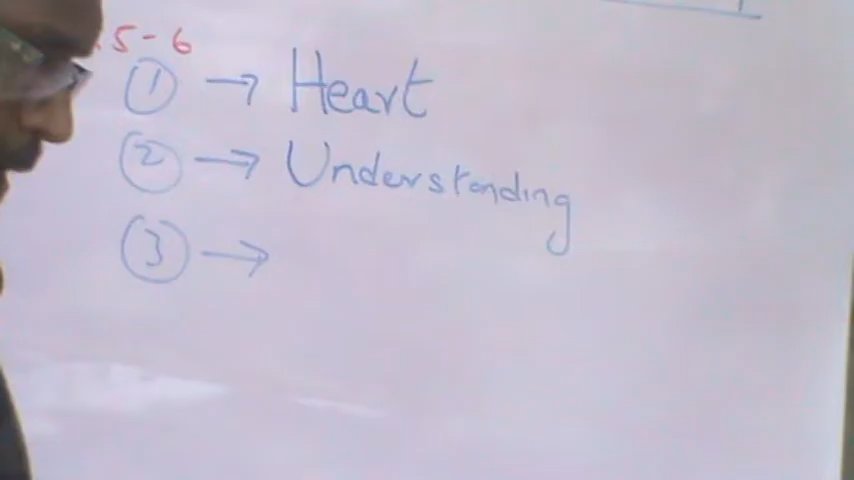 5-6
① → Heart
② → Understanding
③ →